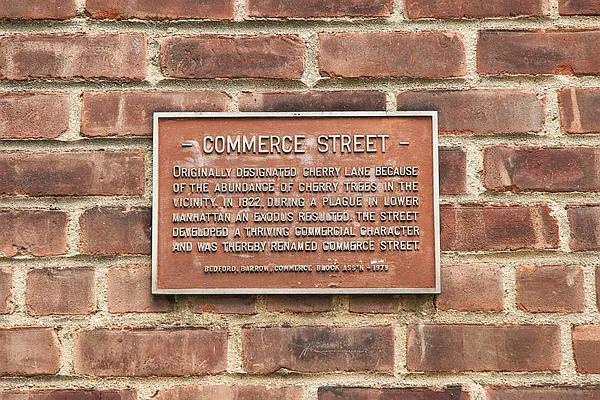 - COMMERCE STREET -
ORIGINALLY DESIGNATED CHERRY LANE BECAUSE
OF THE ABUNDANCE OF CHERRY TREES IN THE
VICINITY. IN 1822, DURING A PLAGUE IN LOWER
MANHATTAN AN EXODUS RESULTED. THE STREET
DEVELOPED A THRIVING COMMERCIAL CHARACTER
AND WAS THEREBY RENAMED COMMERCE STREET.
BEDFORD, BARROW, COMMERCE BLOCK ASS'N - 1979